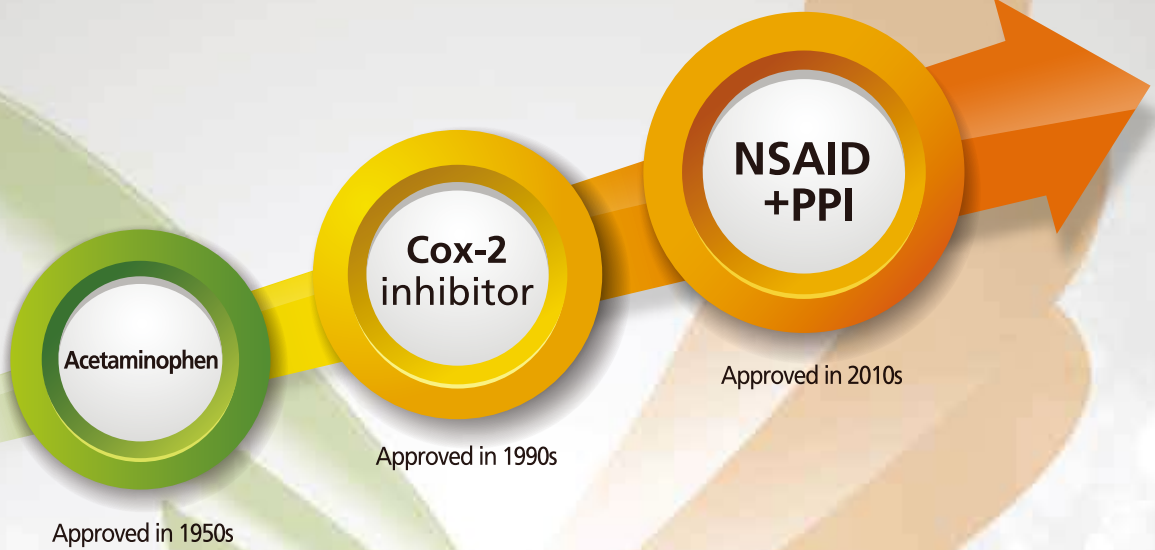 Acetaminophen
Approved in 1950s
Cox-2
inhibitor
Approved in 1990s
NSAID
+PPI
Approved in 2010s